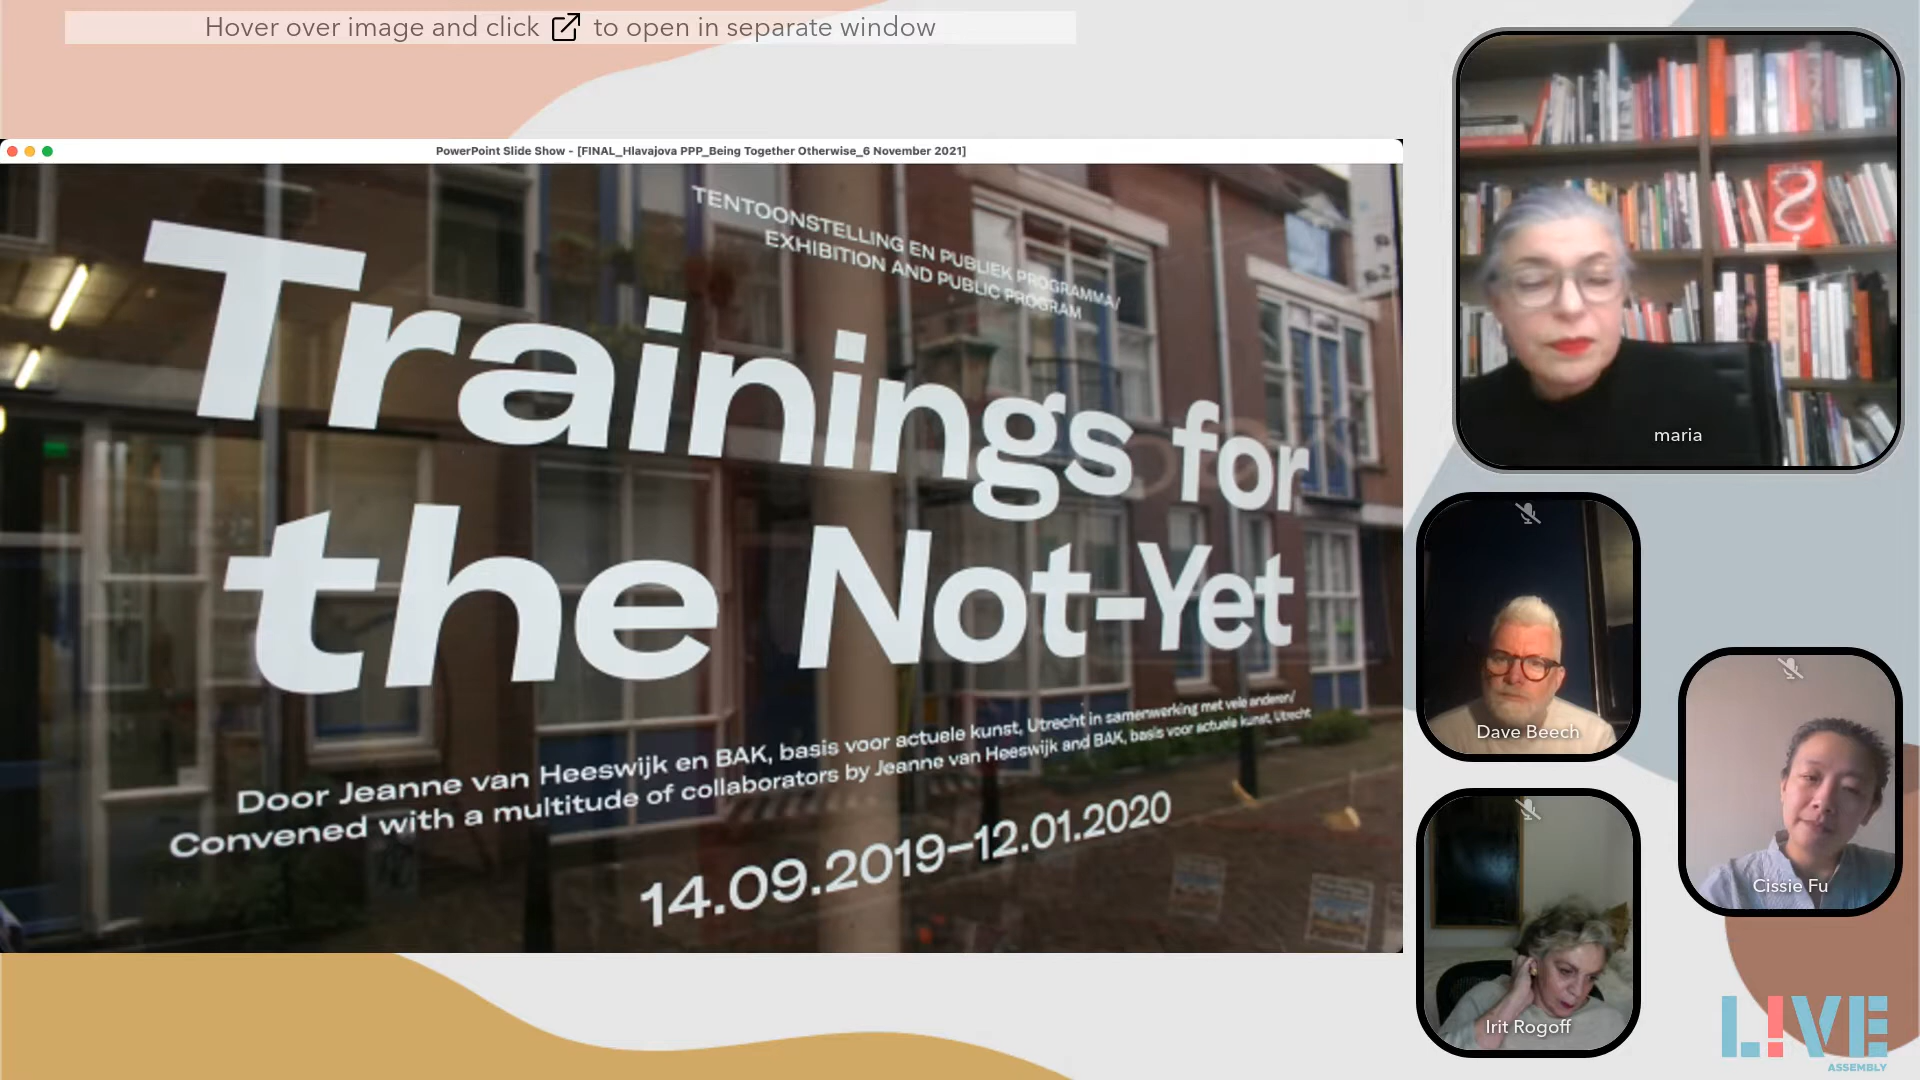 Hover over image and click to open in separate window
PowerPoint Slide Show - [FINAL_Hlavajova PPP_Being Together Otherwise_6 November 2021]
TENTOONSTELLING EN PUBLIEK PROGRAMMA/
EXHIBITION AND PUBLIC PROGRAM
Trainings for
the Not-Yet
Door Jeanne van Heeswijk en BAK, basis voor actuele kunst, Utrecht in samenwerking met vele anderen/
Convened with a multitude of collaborators by Jeanne van Heeswijk and BAK, basis voor actuele kunst, Utrecht
14.09.2019–12.01.2020
maria
Dave Beech
Cissie Fu
Irit Rogoff
L!VE
ASSEMBLY